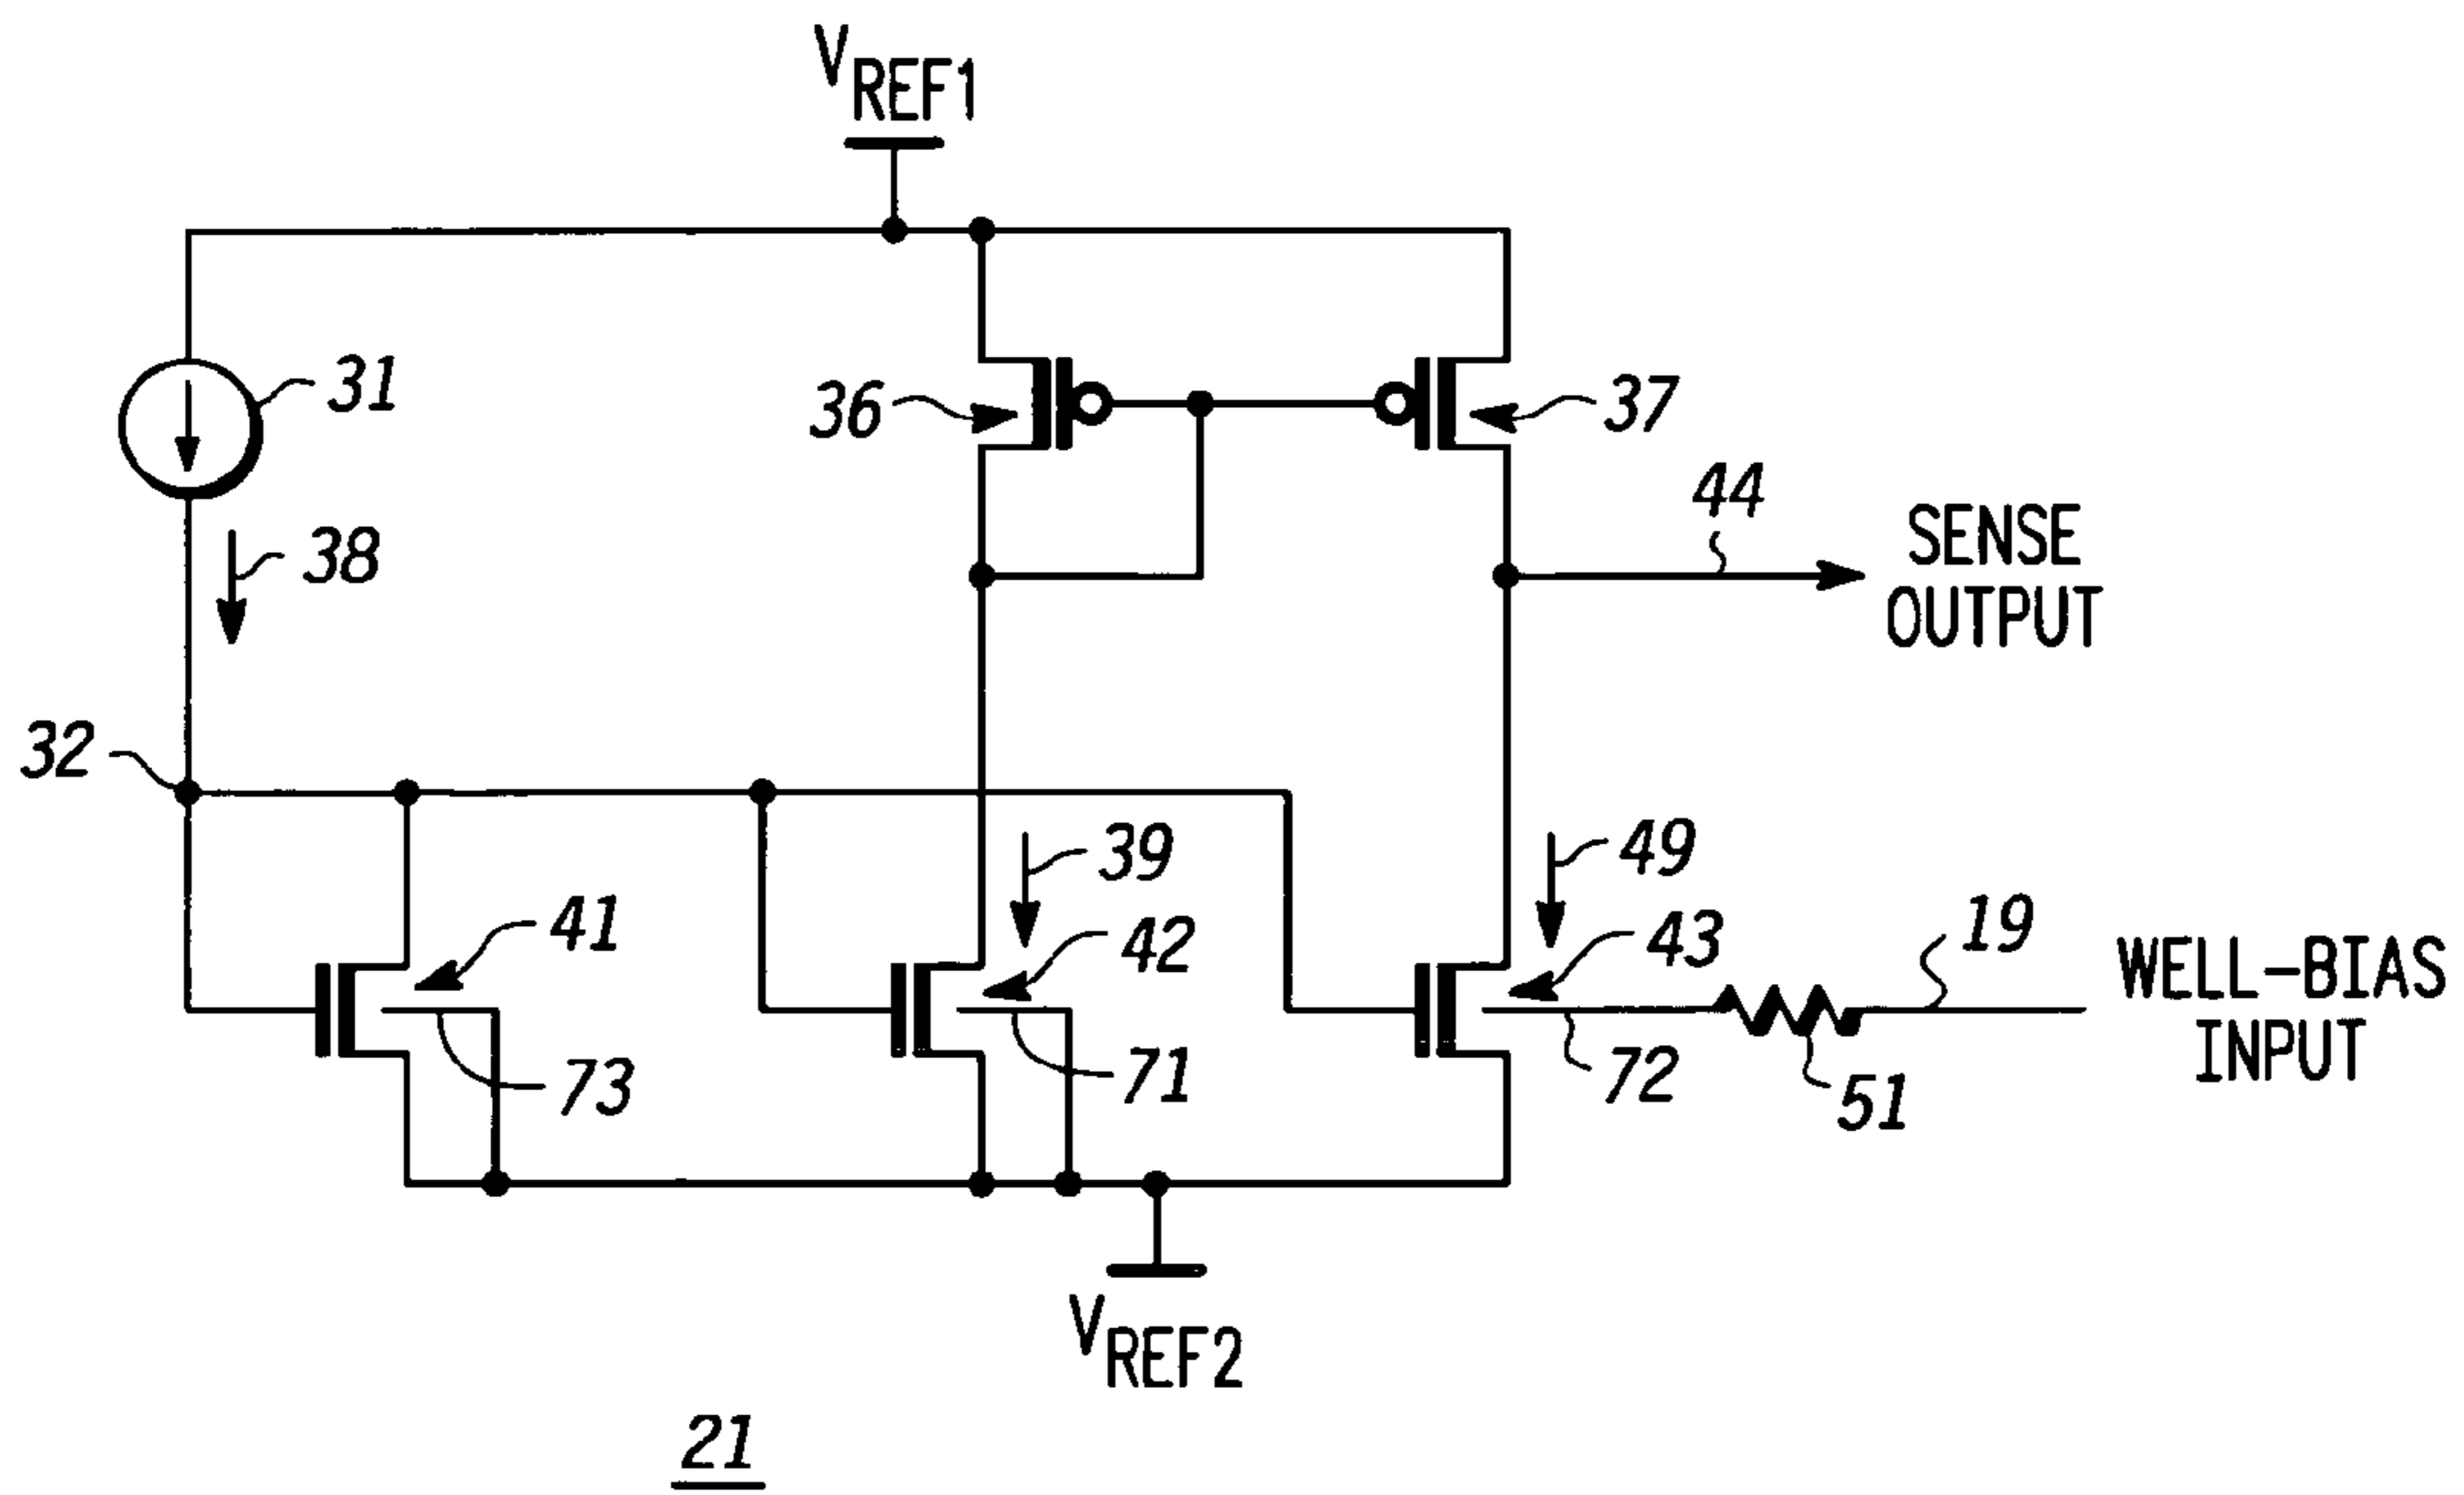 VREF1
31
36
37
44
SENSE
OUTPUT
38
32
39
49
41
42
43
19
WELL-BIAS
INPUT
73
71
72
51
VREF2
21